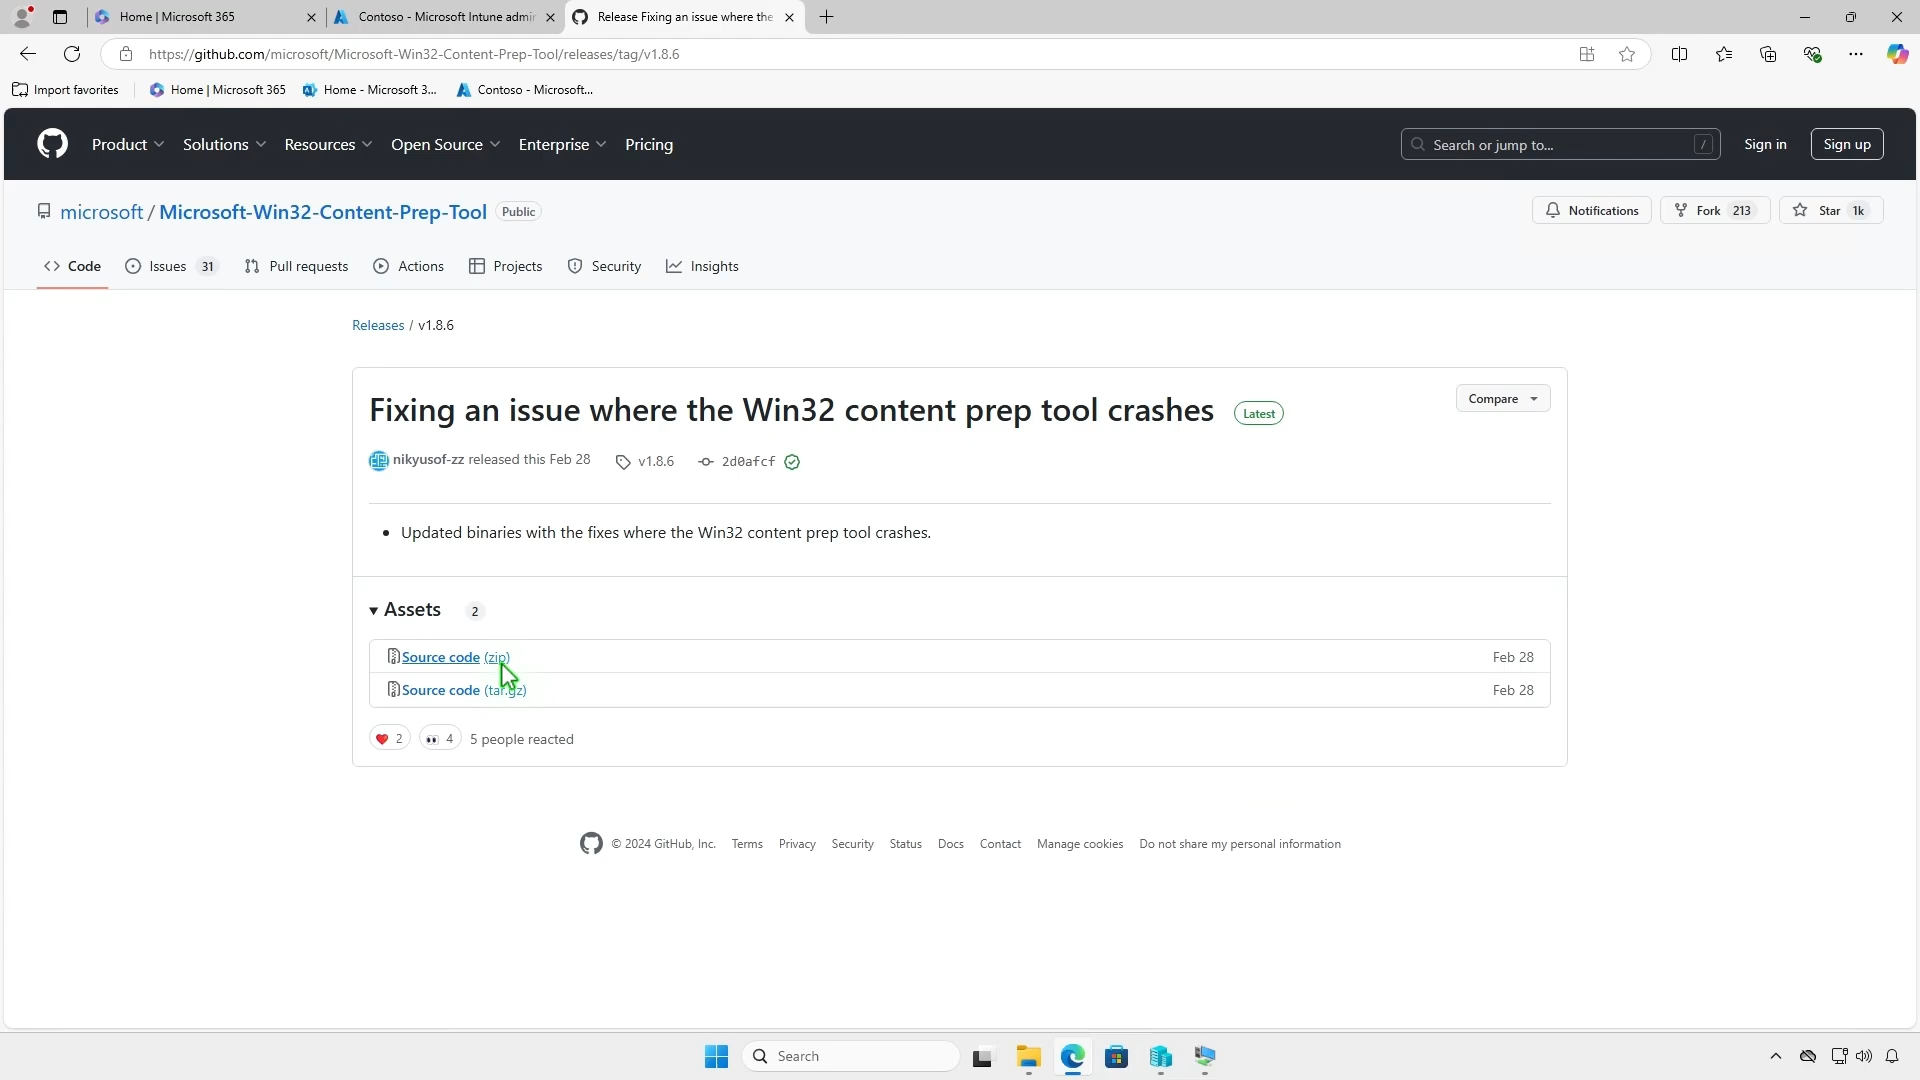 Home | Microsoft 365
Contoso - Microsoft Intune admin
Release Fixing an issue where the
https://github.com/microsoft/Microsoft-Win32-Content-Prep-Tool/releases/tag/v1.8.6
Import favorites
Home | Microsoft 365
Home - Microsoft 3...
Contoso - Microsoft...
Product
Solutions
Resources
Open Source
Enterprise
Pricing
Search or jump to...
/
Sign in
Sign up
microsoft / Microsoft-Win32-Content-Prep-Tool Public
Notifications
Fork 213
Star 1k
Code
Issues 31
Pull requests
Actions
Projects
Security
Insights
Releases / v1.8.6
Fixing an issue where the Win32 content prep tool crashes Latest
Compare
nikyusof-zz released this Feb 28 v1.8.6 2d0afcf
• Updated binaries with the fixes where the Win32 content prep tool crashes.
Assets 2
Source code (zip) Feb 28
Source code (tar.gz) Feb 28
2 4 5 people reacted
© 2024 GitHub, Inc. Terms Privacy Security Status Docs Contact Manage cookies Do not share my personal information
Search